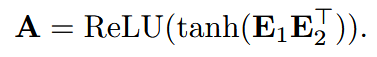 A = ReLU(tanh(E₁E₂⊤)).